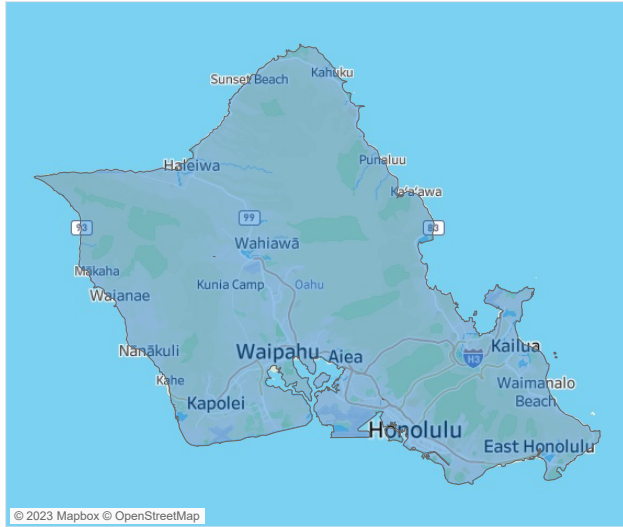 Kahuku
Sunset Beach
Punaluu
Haleiwa
Ka‘a‘awa
99
93
83
Wahiawā
Mākaha
Kunia Camp
Oahu
Waianae
Nānākuli
Waipahu
Aiea
Kailua
H3
Kahe
Waimanalo
Beach
Kapolei
Honolulu
East Honolulu
© 2023 Mapbox © OpenStreetMap